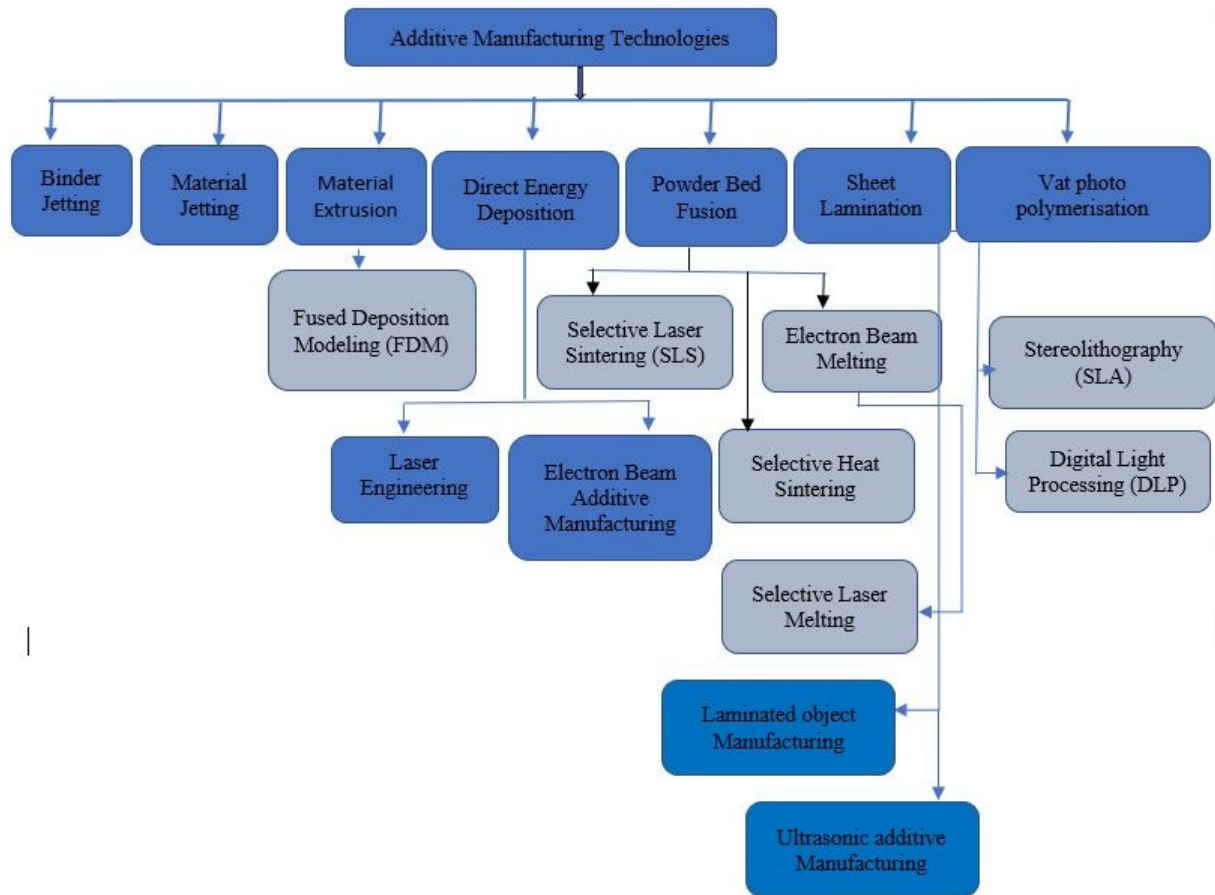 Additive Manufacturing Technologies
Binder
Jetting
Material
Jetting
Material
Extrusion
Direct Energy
Deposition
Powder Bed
Fusion
Sheet
Lamination
Vat photo
polymerisation
Fused Deposition
Modeling (FDM)
Selective Laser
Sintering (SLS)
Electron Beam
Melting
Stereolithography
(SLA)
Laser
Engineering
Electron Beam
Additive
Manufacturing
Selective Heat
Sintering
Digital Light
Processing (DLP)
Selective Laser
Melting
Laminated object
Manufacturing
Ultrasonic additive
Manufacturing